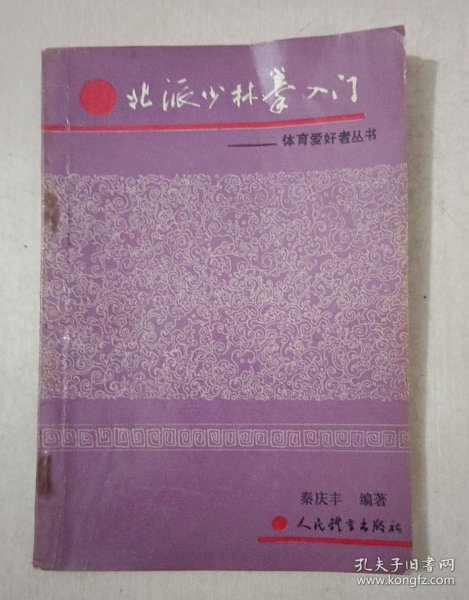 北派少林拳入门
——体育爱好者丛书
秦庆丰 编著
人民体育出版社
孔夫子旧书网
www.kongfz.com